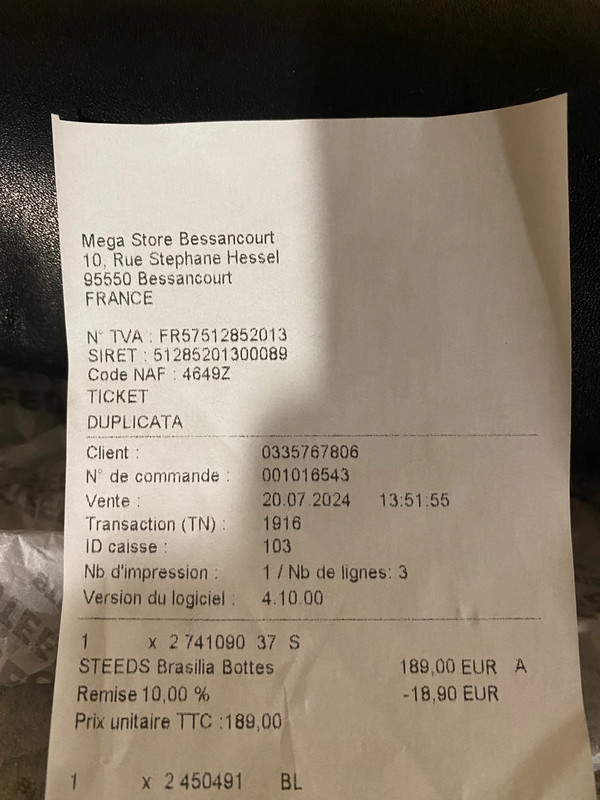 Mega Store Bessancourt
10, Rue Stephane Hessel
95550 Bessancourt
FRANCE
N° TVA : FR57512852013
SIRET : 51285201300089
Code NAF : 4649Z
TICKET
DUPLICATA
Client : 0335767806
N° de commande : 001016543
Vente : 20.07.2024 13:51:55
Transaction (TN) : 1916
ID caisse : 103
Nb d'impression : 1 / Nb de lignes: 3
Version du logiciel : 4.10.00
1 x 2 741090 37 S
STEEDS Brasilia Bottes 189,00 EUR A
Remise 10,00 % -18,90 EUR
Prix unitaire TTC :189,00
1 x 2 450491 BL